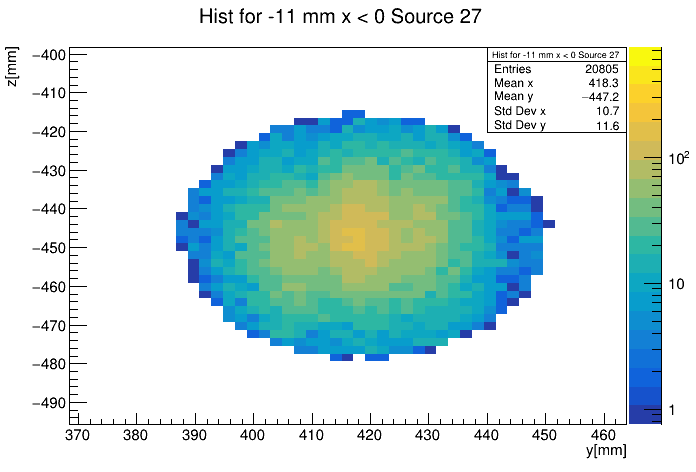 Hist for -11 mm x < 0 Source 27
z[mm]
Hist for -11 mm x < 0 Source 27
Entries 20805
Mean x 418.3
Mean y −447.2
Std Dev x 10.7
Std Dev y 11.6
−400
−410
−420
−430
−440
−450
−460
−470
−480
−490
10²
10
1
370 380 390 400 410 420 430 440 450 460
y[mm]